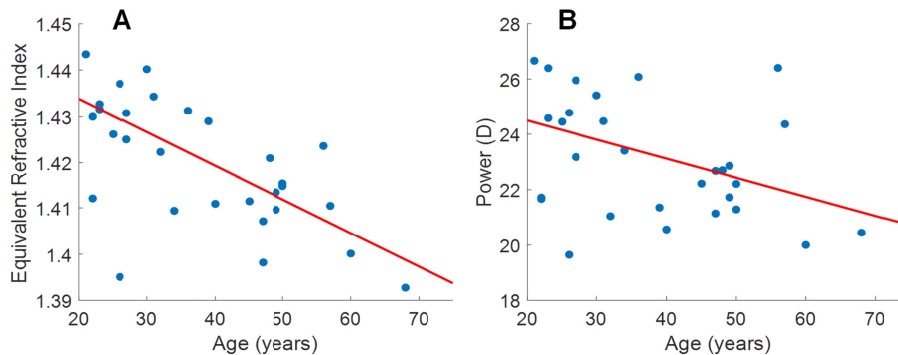 A
Equivalent Refractive Index
1.45
1.44
1.43
1.42
1.41
1.4
1.39
20 30 40 50 60 70
Age (years)
B
Power (D)
28
26
24
22
20
18
20 30 40 50 60 70
Age (years)